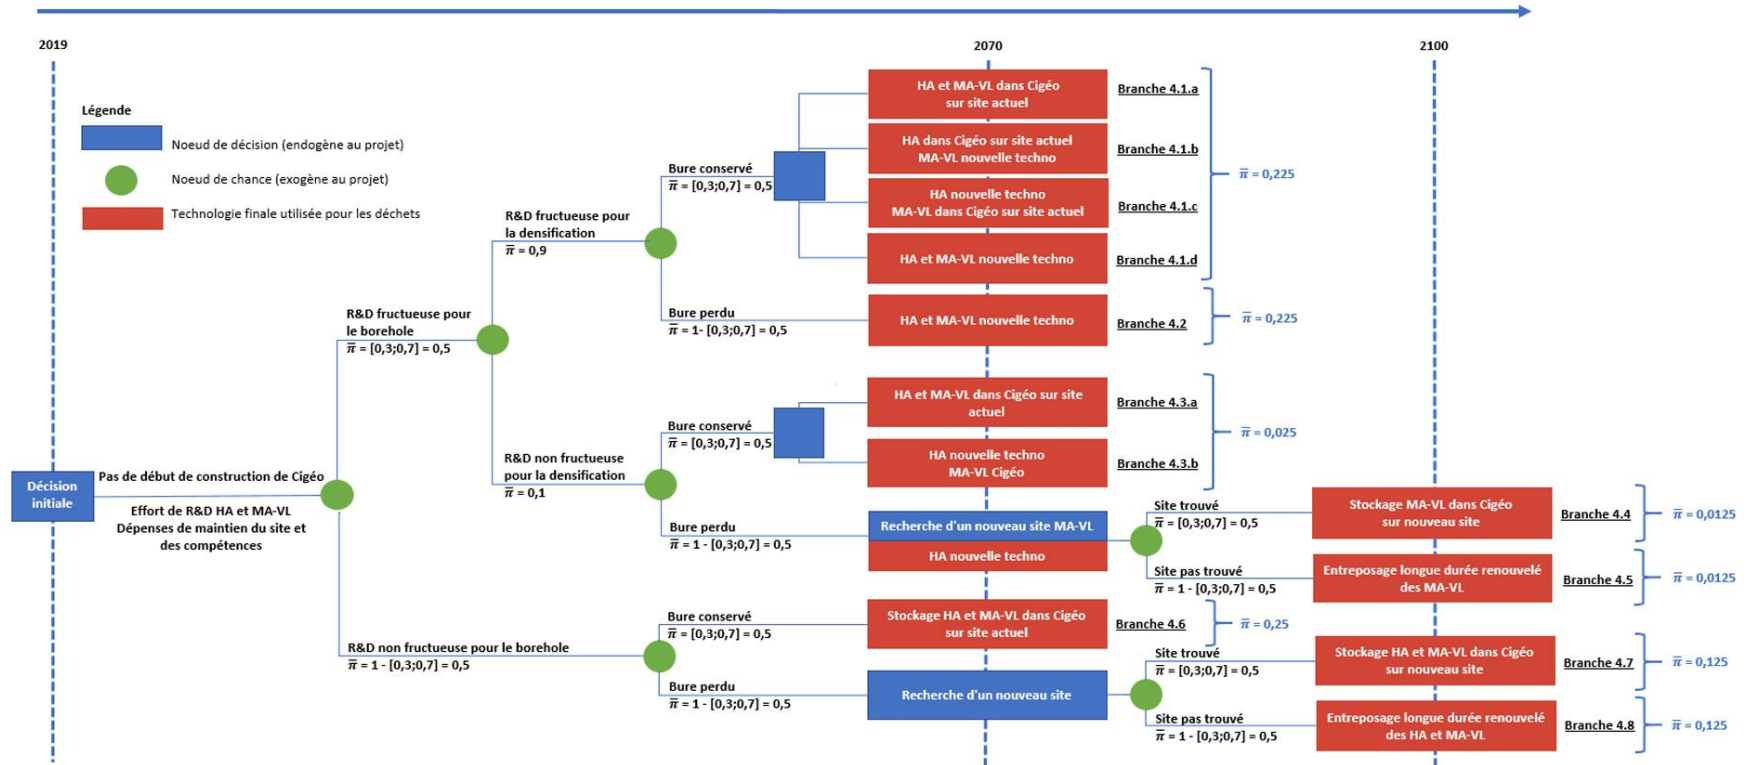 2019
2070
2100
Légende
Noeud de décision (endogène au projet)
Noeud de chance (exogène au projet)
Technologie finale utilisée pour les déchets
Décision
initiale
Pas de début de construction de Cigéo
Effort de R&D HA et MA-VL
Dépenses de maintien du site et
des compétences
R&D fructueuse pour
le borehole
π̅ = [0,3;0,7] = 0,5
R&D fructueuse pour
la densification
π̅ = 0,9
Bure conservé
π̅ = [0,3;0,7] = 0,5
HA et MA-VL dans Cigéo
sur site actuel
Branche 4.1.a
HA dans Cigéo sur site actuel
MA-VL nouvelle techno
Branche 4.1.b
HA nouvelle techno
MA-VL dans Cigéo sur site actuel
Branche 4.1.c
HA et MA-VL nouvelle techno
Branche 4.1.d
π̅ = 0,225
Bure perdu
π̅ = 1- [0,3;0,7] = 0,5
HA et MA-VL nouvelle techno
Branche 4.2
π̅ = 0,225
R&D non fructueuse
pour la densification
π̅ = 0,1
Bure conservé
π̅ = [0,3;0,7] = 0,5
HA et MA-VL dans Cigéo sur site
actuel
Branche 4.3.a
HA nouvelle techno
MA-VL Cigéo
Branche 4.3.b
π̅ = 0,025
Bure perdu
π̅ = 1 - [0,3;0,7] = 0,5
Recherche d'un nouveau site MA-VL
HA nouvelle techno
Site trouvé
π̅ = [0,3;0,7] = 0,5
Stockage MA-VL dans Cigéo
sur nouveau site
Branche 4.4
π̅ = 0,0125
Site pas trouvé
π̅ = 1 - [0,3;0,7] = 0,5
Entreposage longue durée renouvelé
des MA-VL
Branche 4.5
π̅ = 0,0125
R&D non fructueuse pour le borehole
π̅ = 1 - [0,3;0,7] = 0,5
Bure conservé
π̅ = [0,3;0,7] = 0,5
Stockage HA et MA-VL dans Cigéo
sur site actuel
Branche 4.6
π̅ = 0,25
Bure perdu
π̅ = 1 - [0,3;0,7] = 0,5
Recherche d'un nouveau site
Site trouvé
π̅ = [0,3;0,7] = 0,5
Stockage HA et MA-VL dans Cigéo
sur nouveau site
Branche 4.7
π̅ = 0,125
Site pas trouvé
π̅ = 1 - [0,3;0,7] = 0,5
Entreposage longue durée renouvelé
des HA et MA-VL
Branche 4.8
π̅ = 0,125